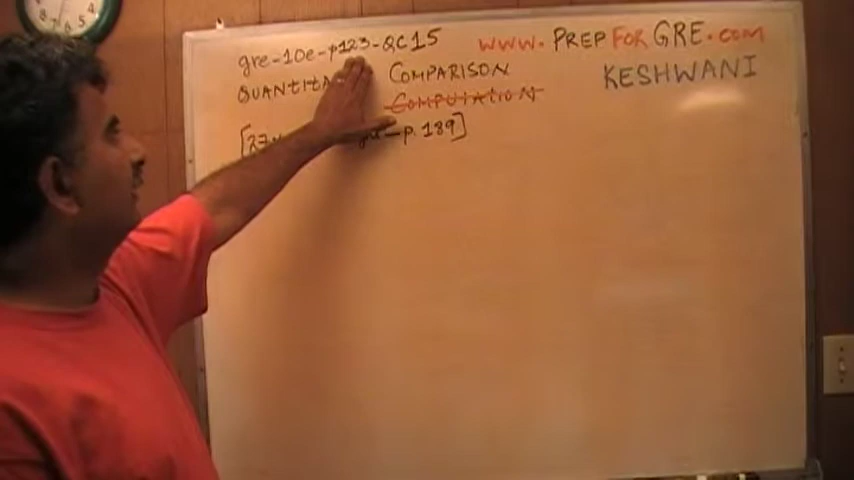 gre-10e-p123-QC15
www.PREPFORGRE.com
COMPARISON
KESHWANI
COMPUTATION
p.189]